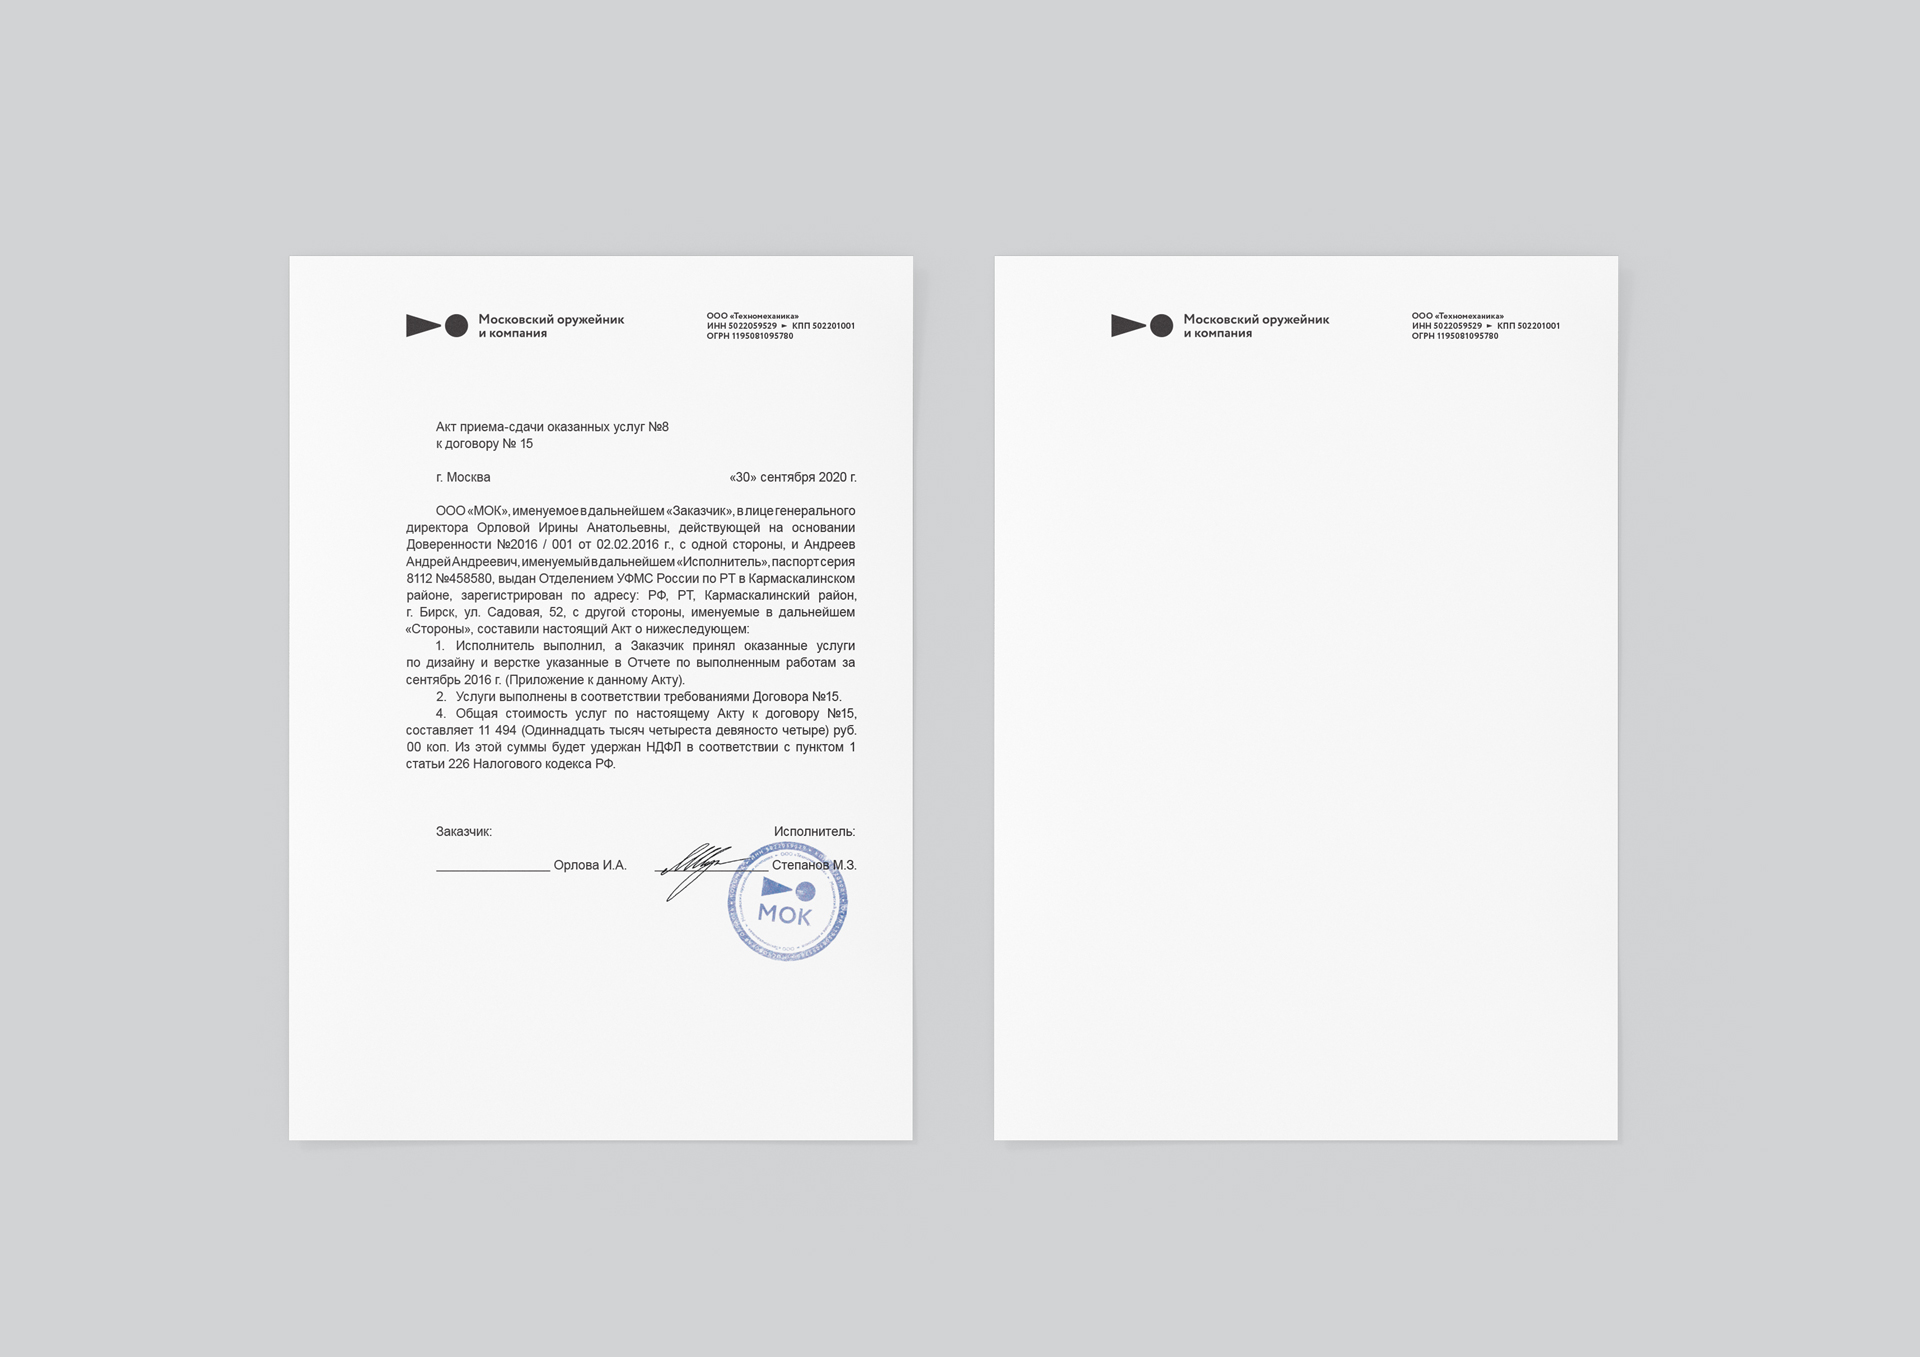 Московский оружейник
и компания
ООО «Техномеханика»
ИНН 5022059529 ► КПП 502201001
ОГРН 1195081095780
Акт приема-сдачи оказанных услуг №8
к договору № 15
г. Москва «30» сентября 2020 г.
ООО «МОК», именуемое в дальнейшем «Заказчик», в лице генерального
директора Орловой Ирины Анатольевны, действующей на основании
Доверенности №2016 / 001 от 02.02.2016 г., с одной стороны, и Андреев
Андрей Андреевич, именуемый в дальнейшем «Исполнитель», паспорт серия
8112 №458580, выдан Отделением УФМС России по РТ в Кармаскалинском
районе, зарегистрирован по адресу: РФ, РТ, Кармаскалинский район,
г. Бирск, ул. Садовая, 52, с другой стороны, именуемые в дальнейшем
«Стороны», составили настоящий Акт о нижеследующем:
1. Исполнитель выполнил, а Заказчик принял оказанные услуги
по дизайну и верстке указанные в Отчете по выполненным работам за
сентябрь 2016 г. (Приложение к данному Акту).
2. Услуги выполнены в соответствии требованиями Договора №15.
4. Общая стоимость услуг по настоящему Акту к договору №15,
составляет 11 494 (Одиннадцать тысяч четыреста девяносто четыре) руб.
00 коп. Из этой суммы будет удержан НДФЛ в соответствии с пунктом 1
статьи 226 Налогового кодекса РФ.
Заказчик: Исполнитель:
Орлова И.А. Степанов М.З.
МОК
Московский оружейник
и компания
ООО «Техномеханика»
ИНН 5022059529 ► КПП 502201001
ОГРН 1195081095780